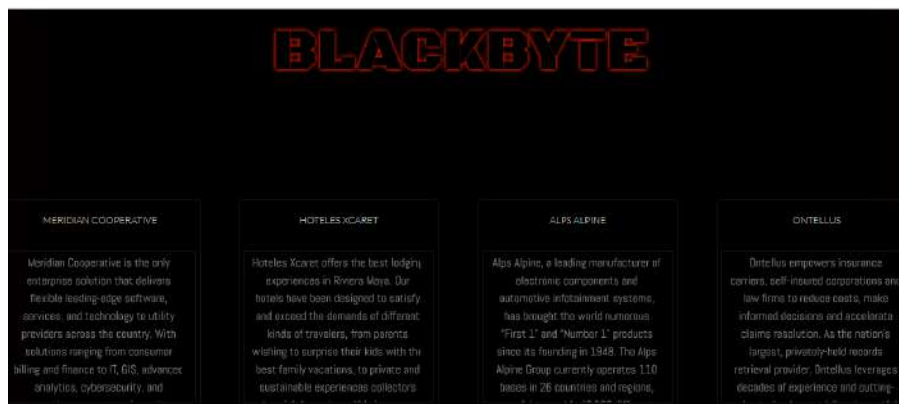 BLACKBYTE
MERIDIAN COOPERATIVE
Meridian Cooperative is the only
enterprise solution that delivers
flexible leading-edge software,
services, and technology to utility
providers across the country. With
solutions ranging from consumer
billing and finance to IT, GIS, advanced
analytics, cybersecurity, and
HOTELES XCARET
Hoteles Xcaret offers the best lodging
experiences in Riviera Maya. Our
hotels have been designed to satisfy
and exceed the demands of different
kinds of travelers, from parents
wishing to surprise their kids with the
best family vacations, to private and
sustainable experiences collectors
ALPS ALPINE
Alps Alpine, a leading manufacturer of
electronic components and
automotive infotainment systems,
has brought the world numerous
"First 1" and "Number 1" products
since its founding in 1948. The Alps
Alpine Group currently operates 110
bases in 26 countries and regions,
ONTELLUS
Ontellus empowers insurance
carriers, self-insured corporations and
law firms to reduce costs, make
informed decisions and accelerate
claims resolution. As the nation's
largest, privately-held records
retrieval provider, Ontellus leverages
decades of experience and cutting-